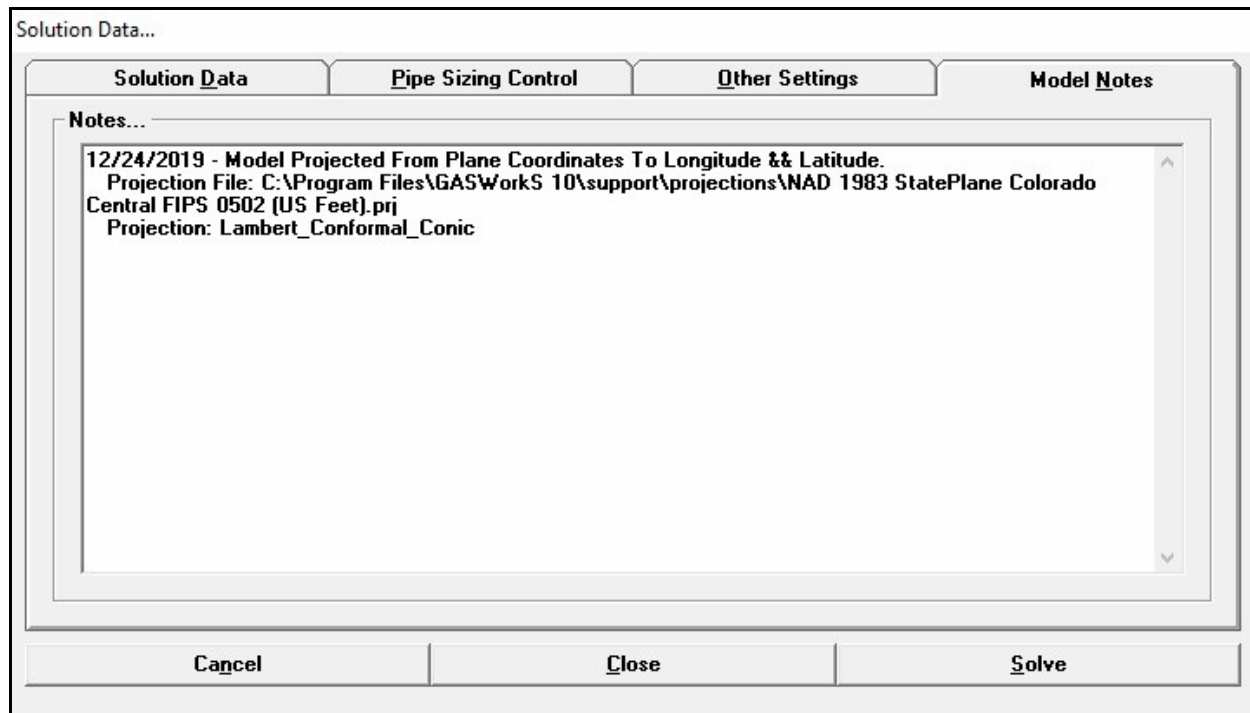 Solution Data...
Solution Data
Pipe Sizing Control
Other Settings
Model Notes
Notes...
12/24/2019 - Model Projected From Plane Coordinates To Longitude && Latitude.
Projection File: C:\Program Files\GASWorkS 10\support\projections\NAD 1983 StatePlane Colorado
Central FIPS 0502 (US Feet).prj
Projection: Lambert_Conformal_Conic
Cancel
Close
Solve